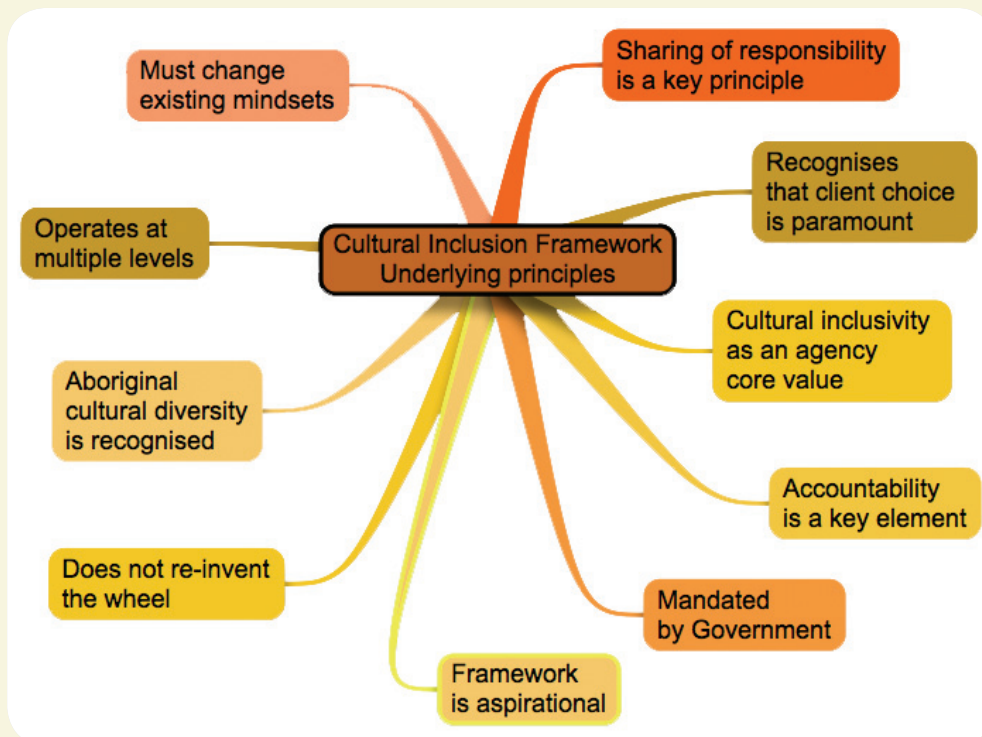 Cultural Inclusion Framework
Underlying principles
Sharing of responsibility
is a key principle
Recognises
that client choice
is paramount
Cultural inclusivity
as an agency
core value
Accountability
is a key element
Mandated
by Government
Framework
is aspirational
Does not re-invent
the wheel
Aboriginal
cultural diversity
is recognised
Operates at
multiple levels
Must change
existing mindsets